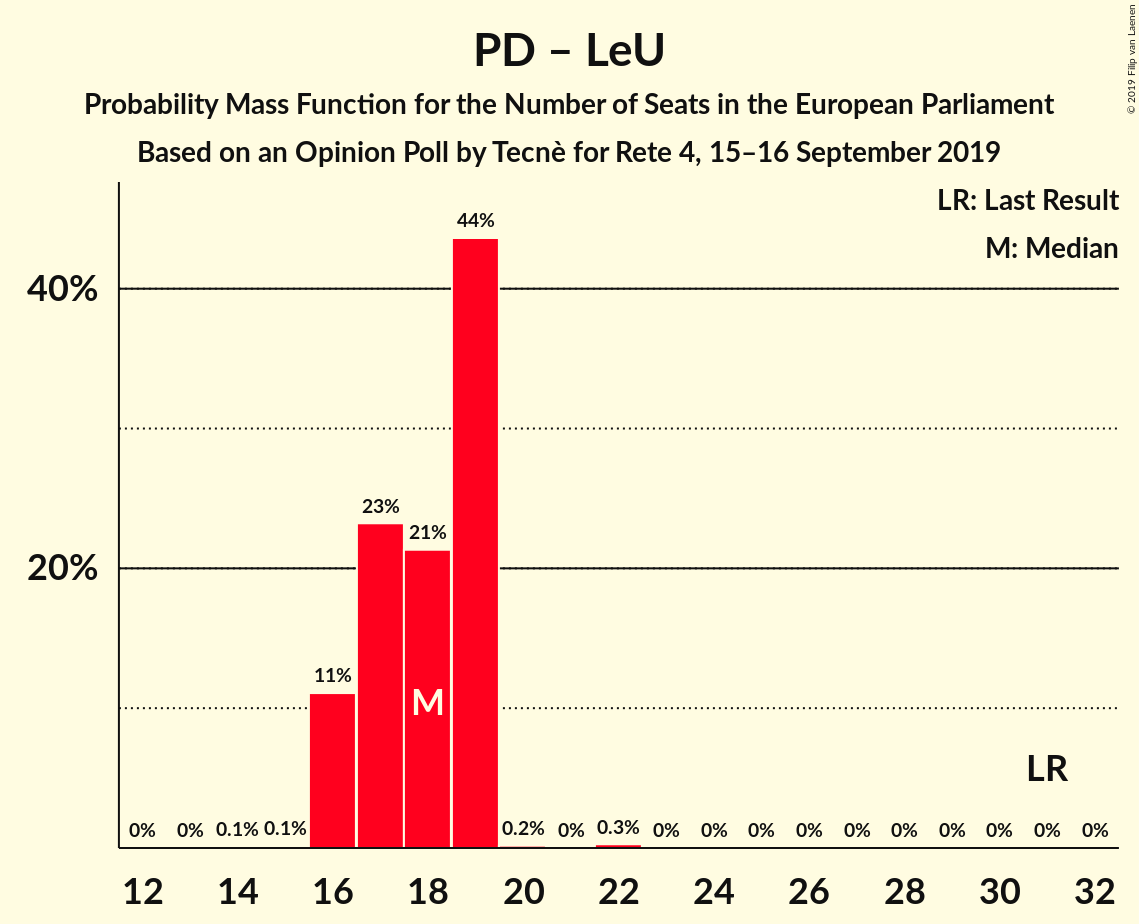 PD – LeU
Probability Mass Function for the Number of Seats in the European Parliament
Based on an Opinion Poll by Tecnè for Rete 4, 15–16 September 2019
© 2019 Filip van Laenen
LR: Last Result
M: Median
44%
40%
23%
21%
20%
11%
M
LR
0% 0% 0.1% 0.1% 0.2% 0% 0.3% 0% 0% 0% 0% 0% 0% 0% 0% 0% 0%
12 14 16 18 20 22 24 26 28 30 32